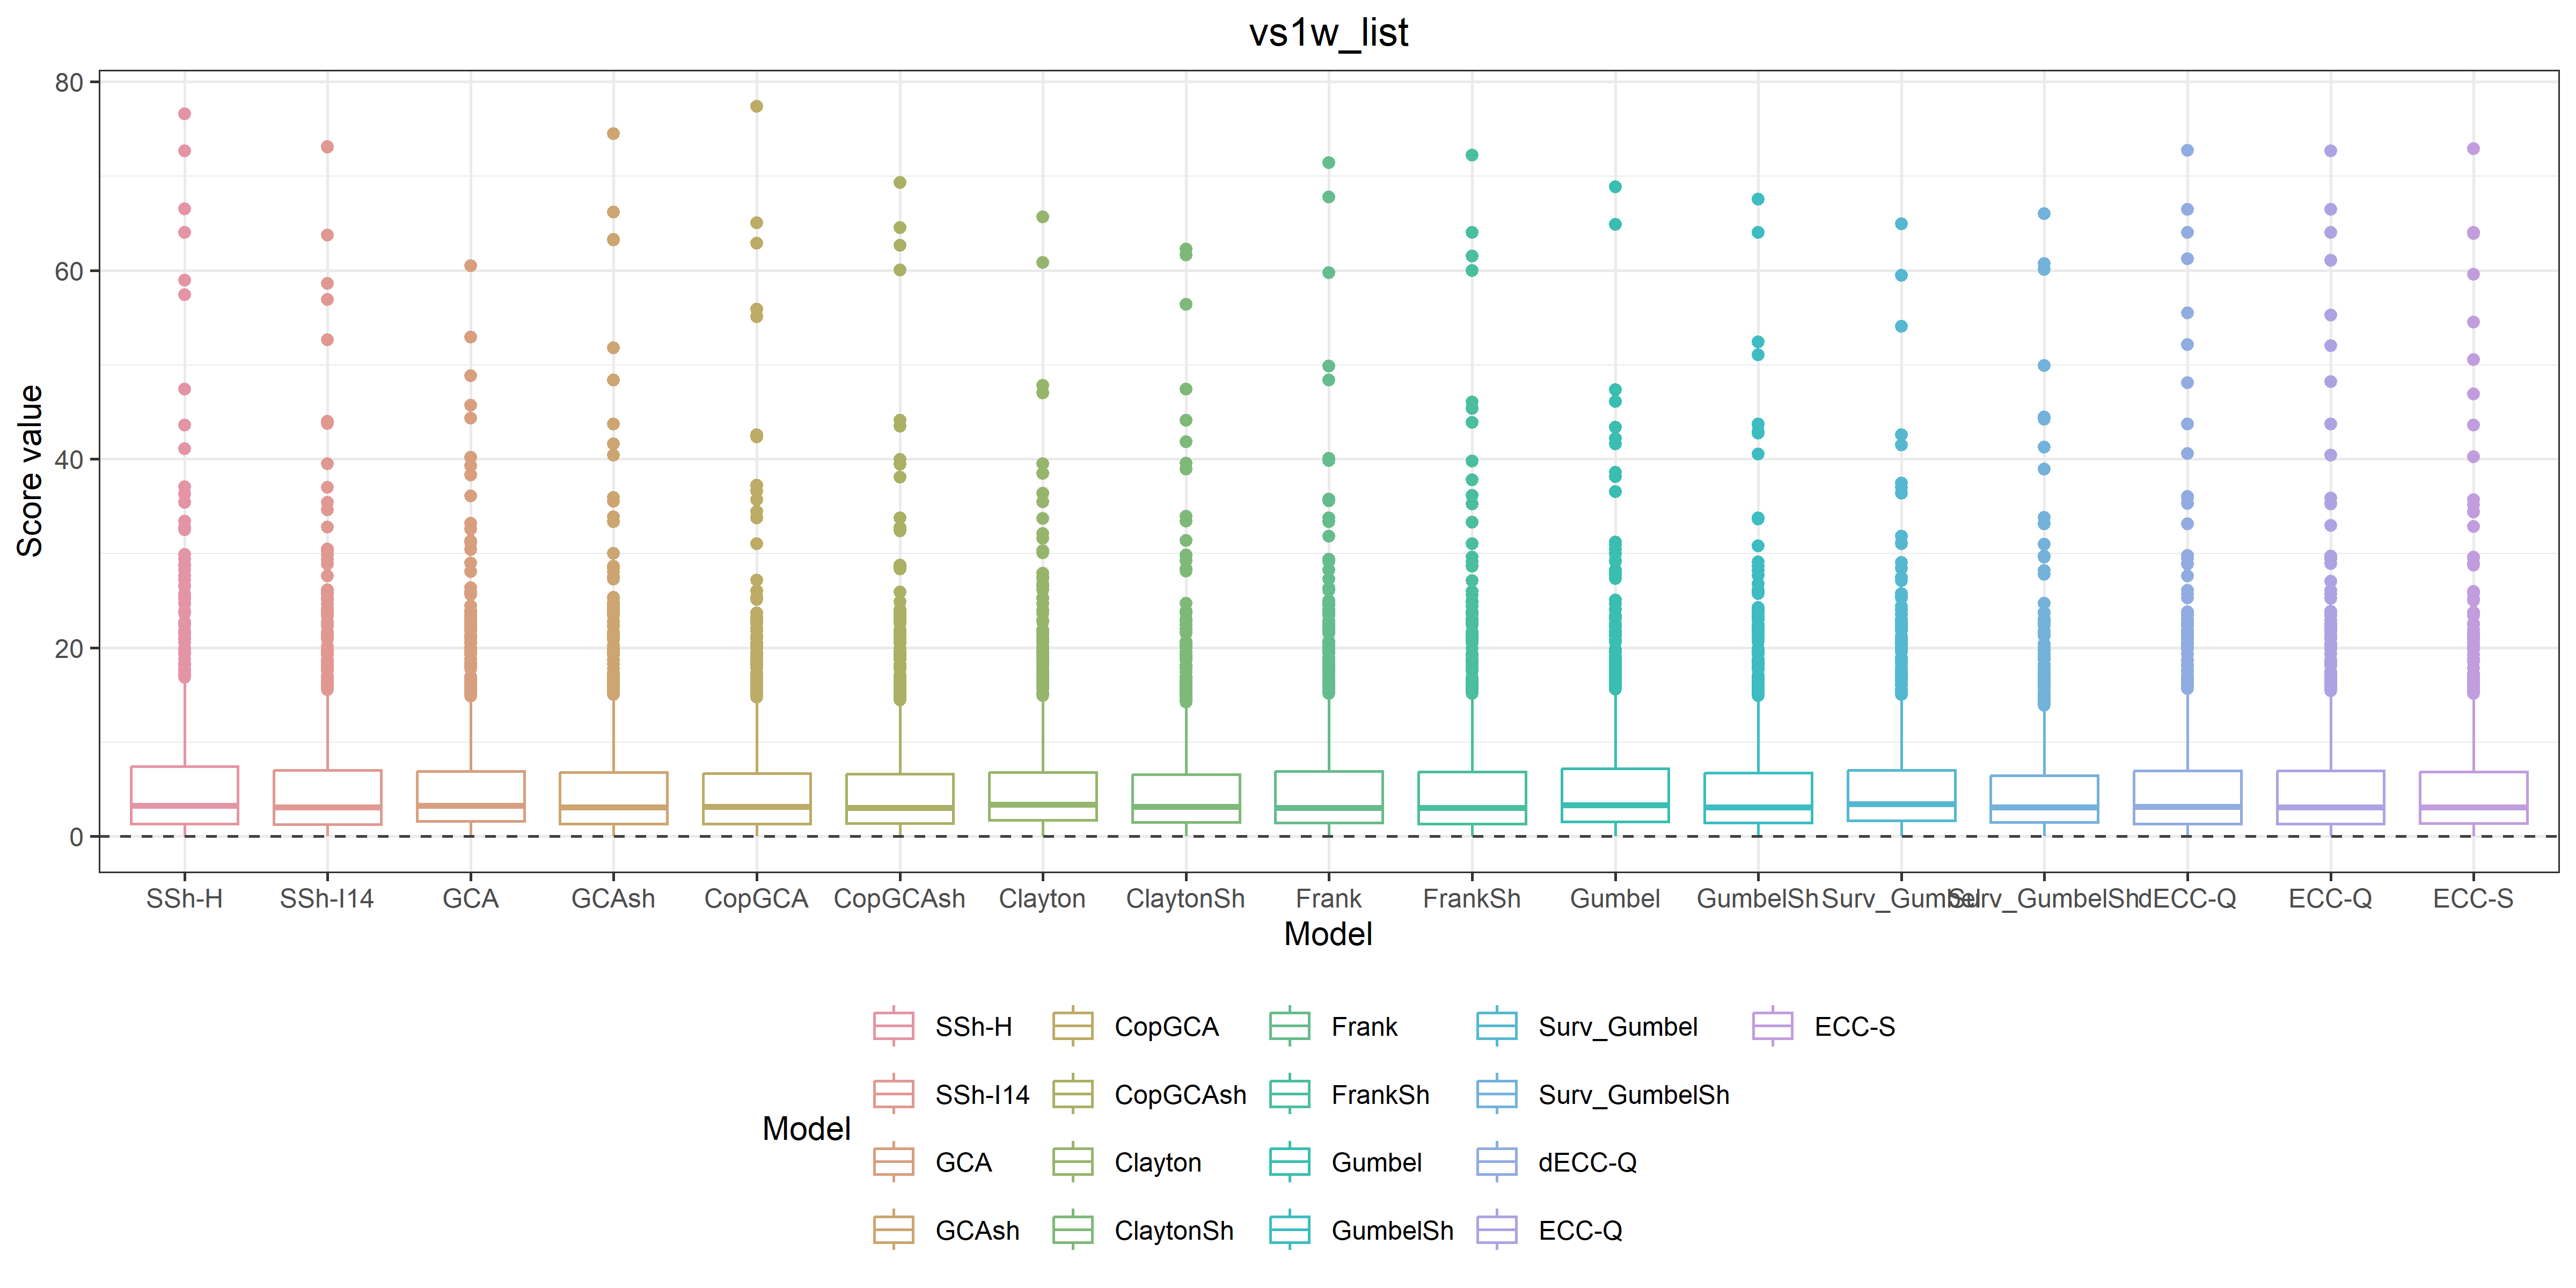 vs1w_list
80
60
40
20
0
Score value
SSh-H SSh-I14 GCA GCAsh CopGCA CopGCAsh Clayton ClaytonSh Frank FrankSh Gumbel GumbelSh Surv_Gumbel Surv_GumbelSh dECC-Q ECC-Q ECC-S
Model
Model
SSh-H CopGCA Frank Surv_Gumbel ECC-S
SSh-I14 CopGCAsh FrankSh Surv_GumbelSh
GCA Clayton Gumbel dECC-Q
GCAsh ClaytonSh GumbelSh ECC-Q